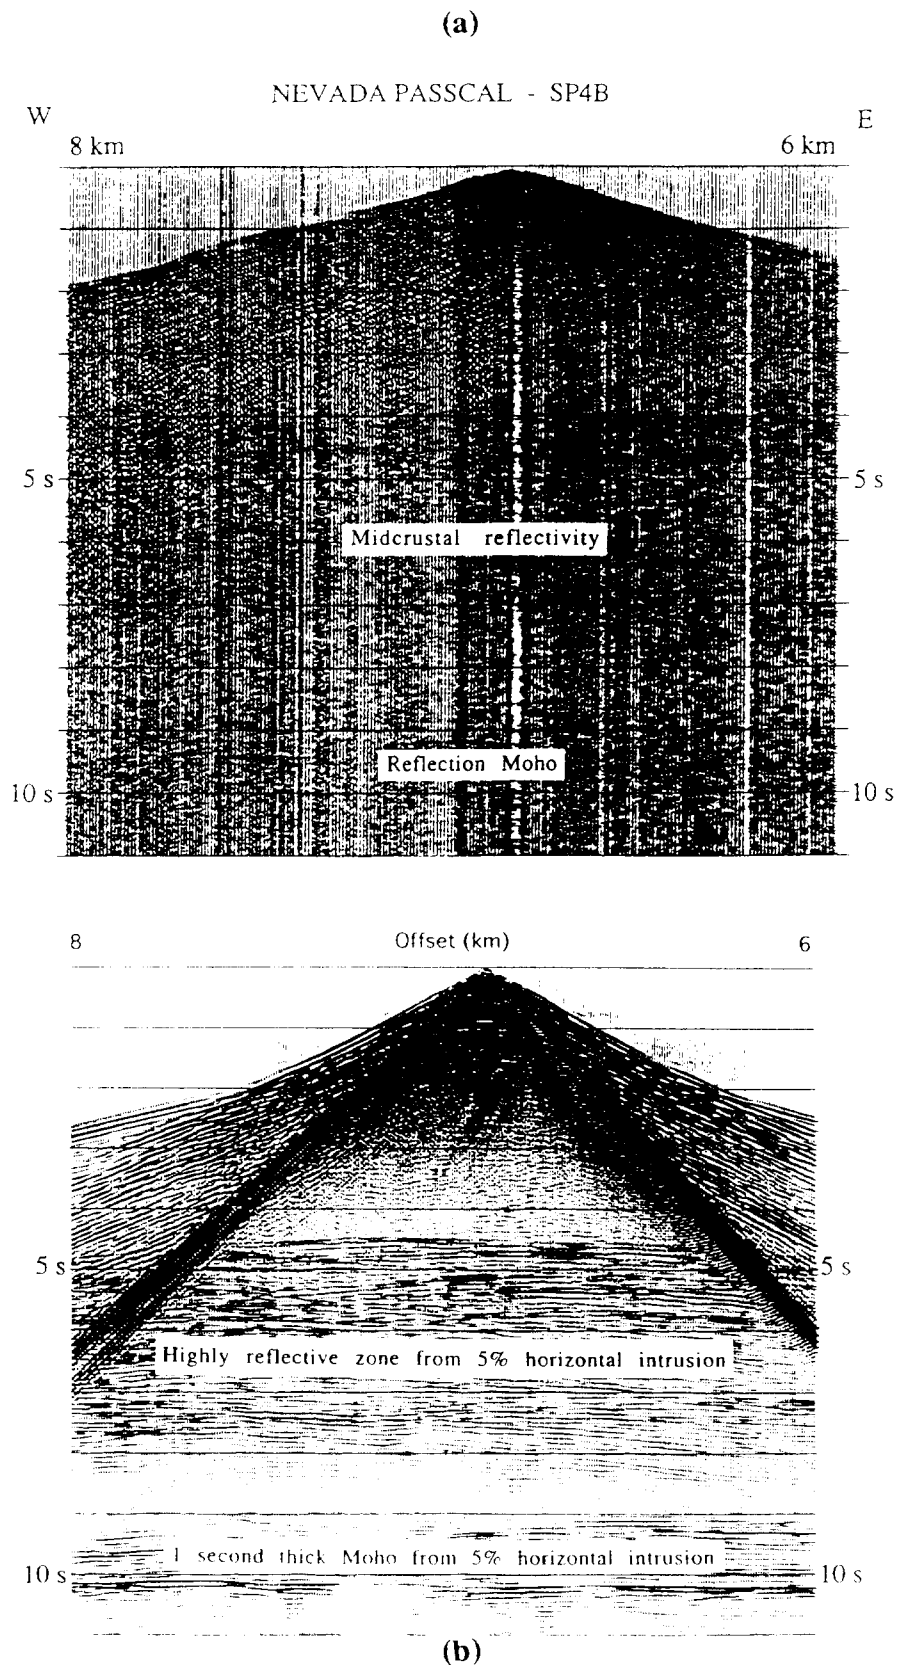 (a)
NEVADA PASSCAL - SP4B
W
E
8 km
6 km
5 s
5 s
Midcrustal reflectivity
Reflection Moho
10 s
10 s
8
Offset (km)
6
5 s
5 s
Highly reflective zone from 5% horizontal intrusion
1 second thick Moho from 5% horizontal intrusion
10 s
10 s
(b)